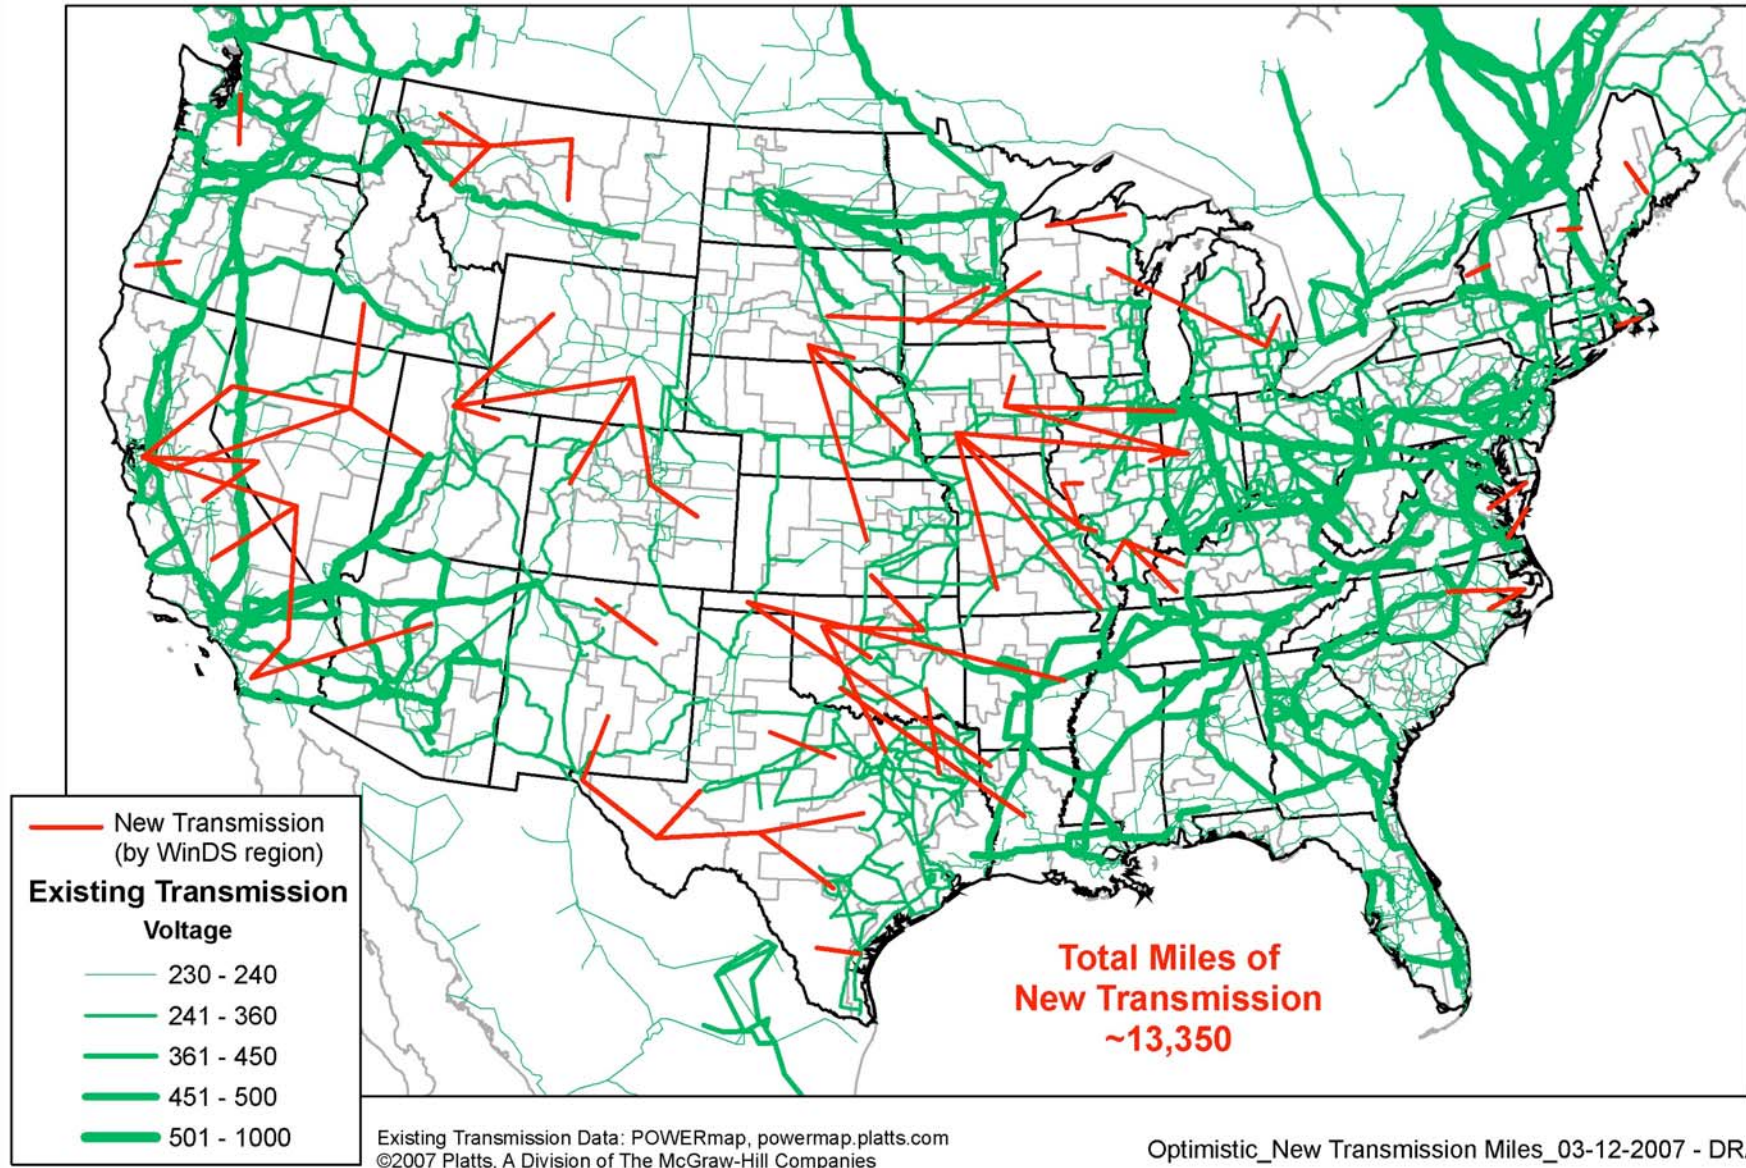 New Transmission
(by WinDS region)
Existing Transmission
Voltage
230 - 240
241 - 360
361 - 450
451 - 500
501 - 1000
Total Miles of
New Transmission
~13,350
Existing Transmission Data: POWERmap, powermap.platts.com
©2007 Platts, A Division of The McGraw-Hill Companies
Optimistic_New Transmission Miles_03-12-2007 - DR